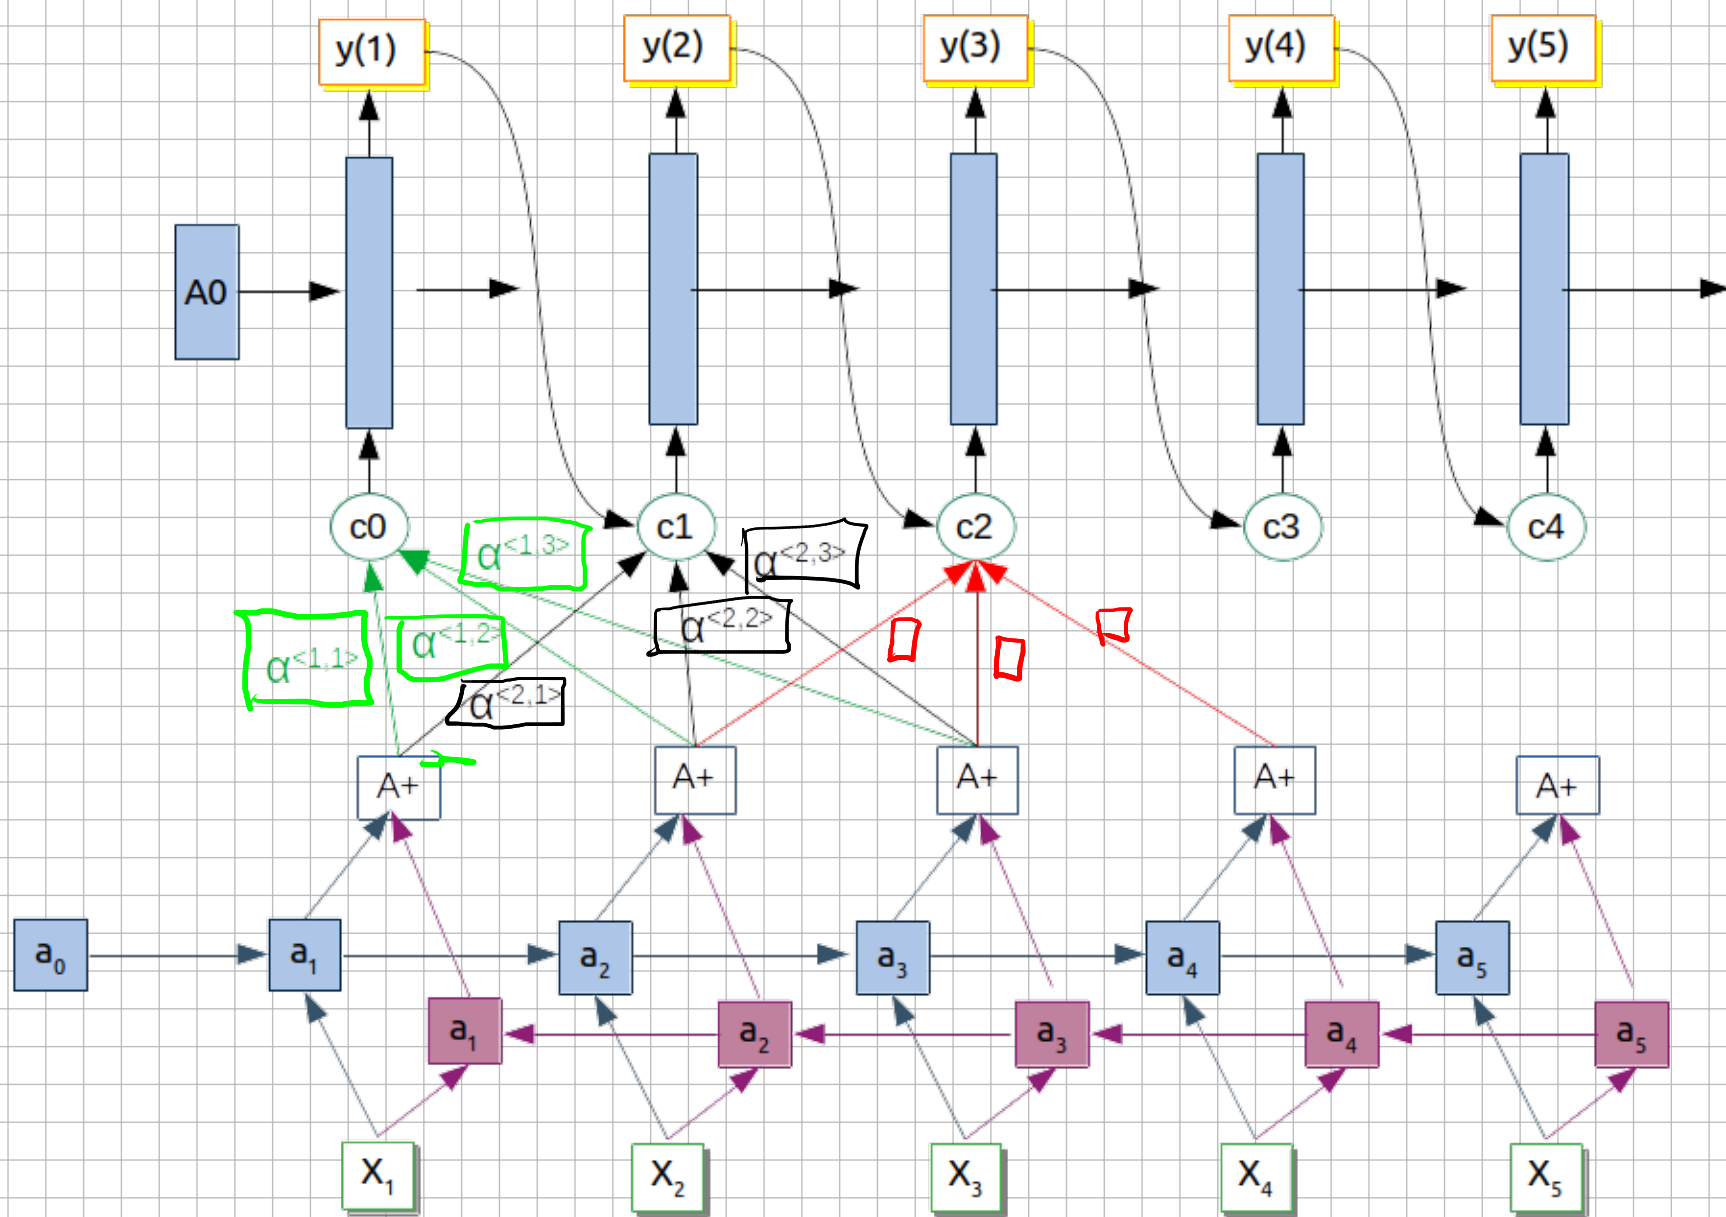 y(1) y(2) y(3) y(4) y(5)
A0
c0 c1 c2 c3 c4
α<1,3> α<2,3>
α<1,1> α<1,2> α<2,2>
α<2,1>
A+ A+ A+ A+ A+
a0 a1 a2 a3 a4 a5
a1 a2 a3 a4 a5
X1 X2 X3 X4 X5